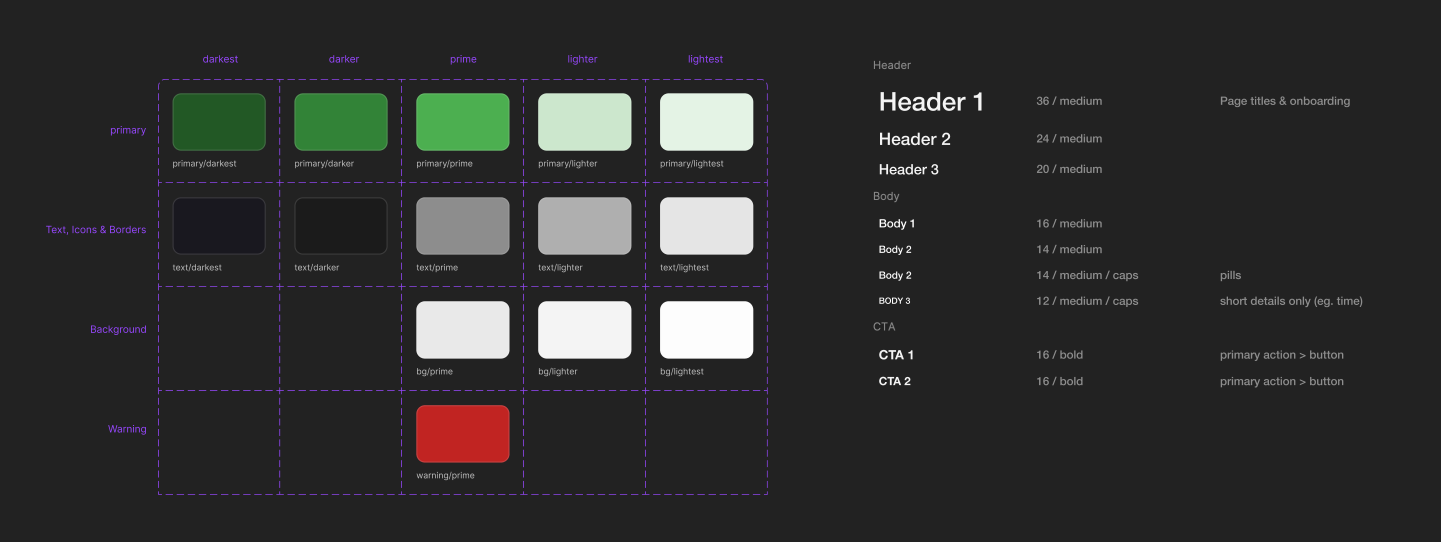 darkest darker prime lighter lightest
primary
primary/darkest primary/darker primary/prime primary/lighter primary/lightest
Text, Icons & Borders
text/darkest text/darker text/prime text/lighter text/lightest
Background
bg/prime bg/lighter bg/lightest
Warning
warning/prime
Header
Header 1 36 / medium Page titles & onboarding
Header 2 24 / medium
Header 3 20 / medium
Body
Body 1 16 / medium
Body 2 14 / medium
Body 2 14 / medium / caps pills
BODY 3 12 / medium / caps short details only (eg. time)
CTA
CTA 1 16 / bold primary action > button
CTA 2 16 / bold primary action > button